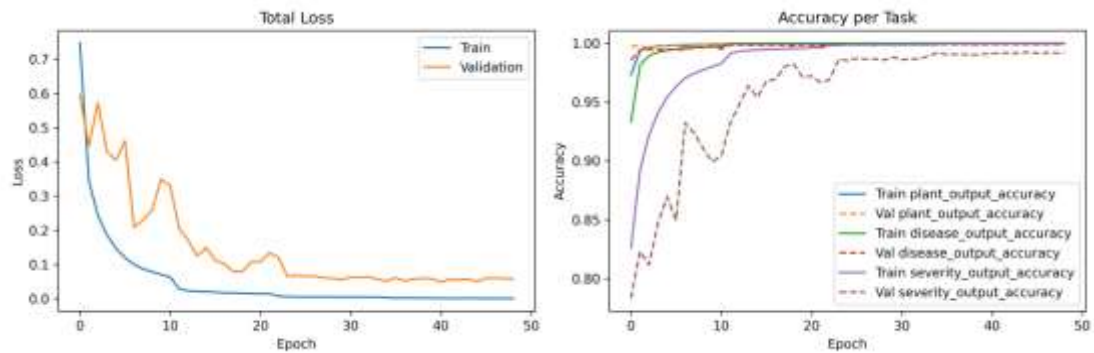 Total Loss
Train
Validation
0.7
0.6
0.5
0.4
0.3
0.2
0.1
0.0
Loss
0
10
20
30
40
50
Epoch
Accuracy per Task
1.00
0.95
0.90
0.85
0.80
Accuracy
Train plant_output_accuracy
Val plant_output_accuracy
Train disease_output_accuracy
Val disease_output_accuracy
Train severity_output_accuracy
Val severity_output_accuracy
0
10
20
30
40
50
Epoch